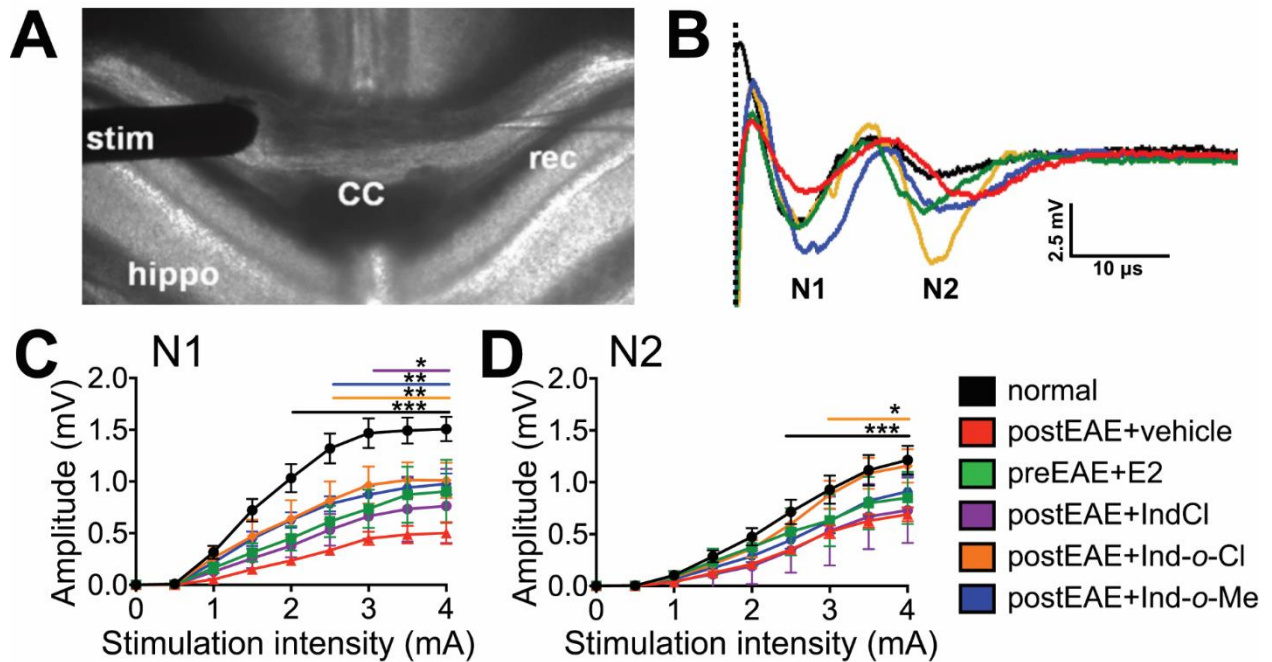 A
stim
CC
rec
hippo
B
N1
N2
2.5 mV
10 µs
C
N1
Amplitude (mV)
2.0
1.5
1.0
0.5
0.0
0
1
2
3
4
Stimulation intensity (mA)
*
**
**
***
D
N2
Amplitude (mV)
2.0
1.5
1.0
0.5
0.0
0
1
2
3
4
Stimulation intensity (mA)
*
***
normal
postEAE+vehicle
preEAE+E2
postEAE+IndCl
postEAE+Ind-o-Cl
postEAE+Ind-o-Me